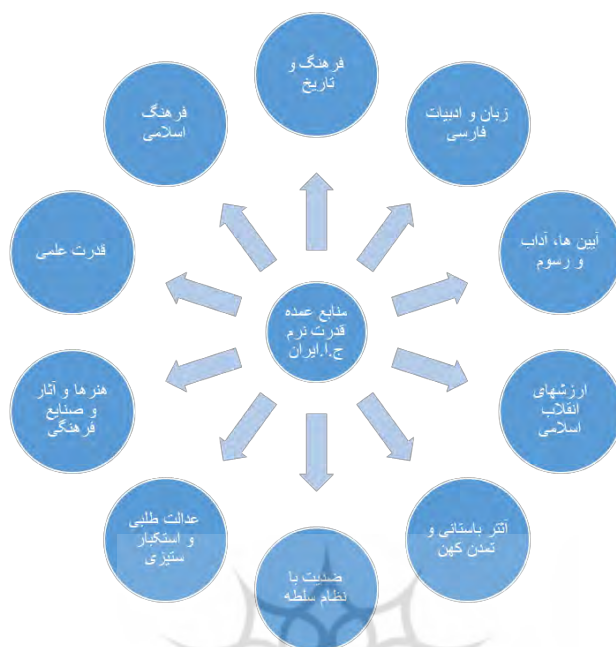 فرهنگ و
تاریخ
زبان و ادبیات
فارسی
آیین ها، آداب
و رسوم
ارزشهای
انقلاب
اسلامی
آثتر باستانی و
تمدن کهن
ضدیت با
نظام سلطه
عدالت طلبی
و استکبار
ستیزی
هنرها و آثار
و صنایع
فرهنگی
قدرت علمی
فرهنگ
اسلامی
منابع عمده
قدرت نرم
ج.ا.ایران